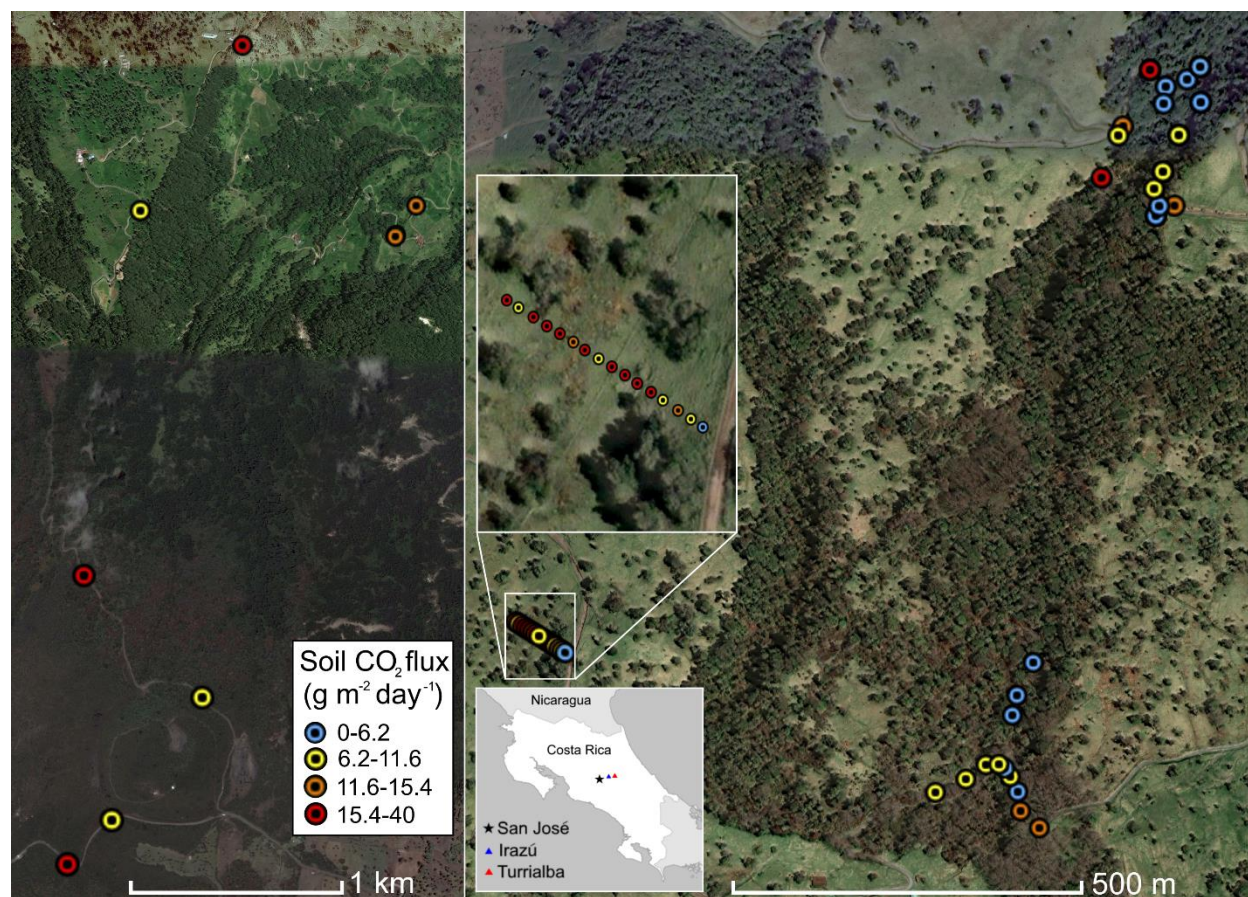 Soil CO₂ flux
(g m⁻² day⁻¹)
0-6.2
6.2-11.6
11.6-15.4
15.4-40
1 km
Nicaragua
Costa Rica
San José
Irazú
Turrialba
500 m